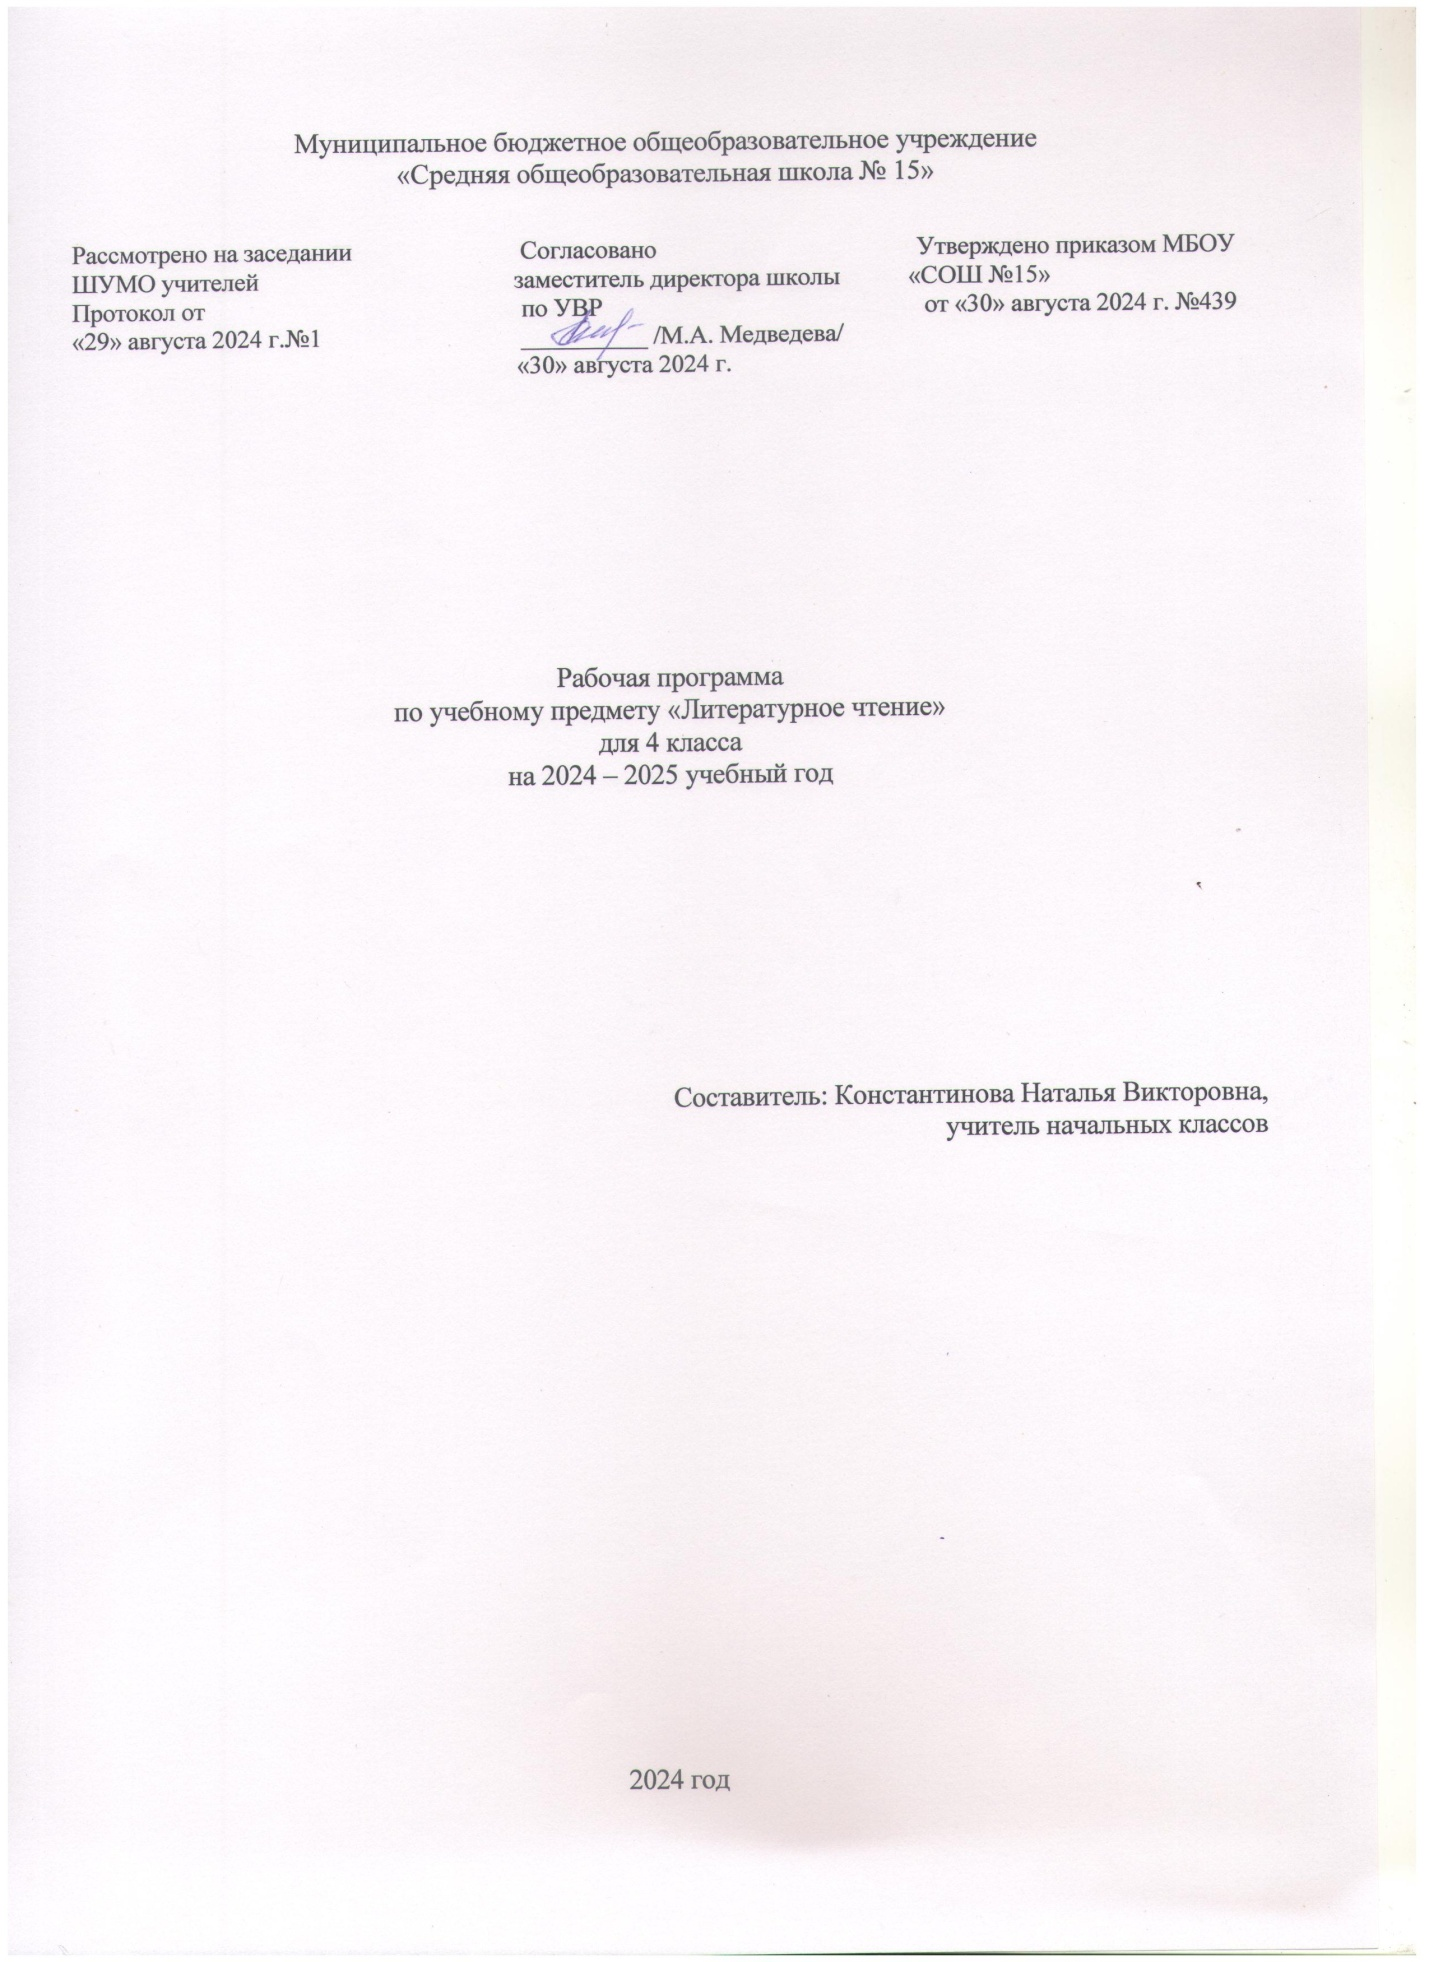 Муниципальное бюджетное общеобразовательное учреждение
«Средняя общеобразовательная школа № 15»
Рассмотрено на заседании
ШУМО учителей
Протокол от
«29» августа 2024 г.№1
Согласовано
заместитель директора школы
по УВР
__________ /М.А. Медведева/
«30» августа 2024 г.
Утверждено приказом МБОУ
«СОШ №15»
от «30» августа 2024 г. №439
Рабочая программа
по учебному предмету «Литературное чтение»
для 4 класса
на 2024 – 2025 учебный год
Составитель: Константинова Наталья Викторовна,
учитель начальных классов
2024 год